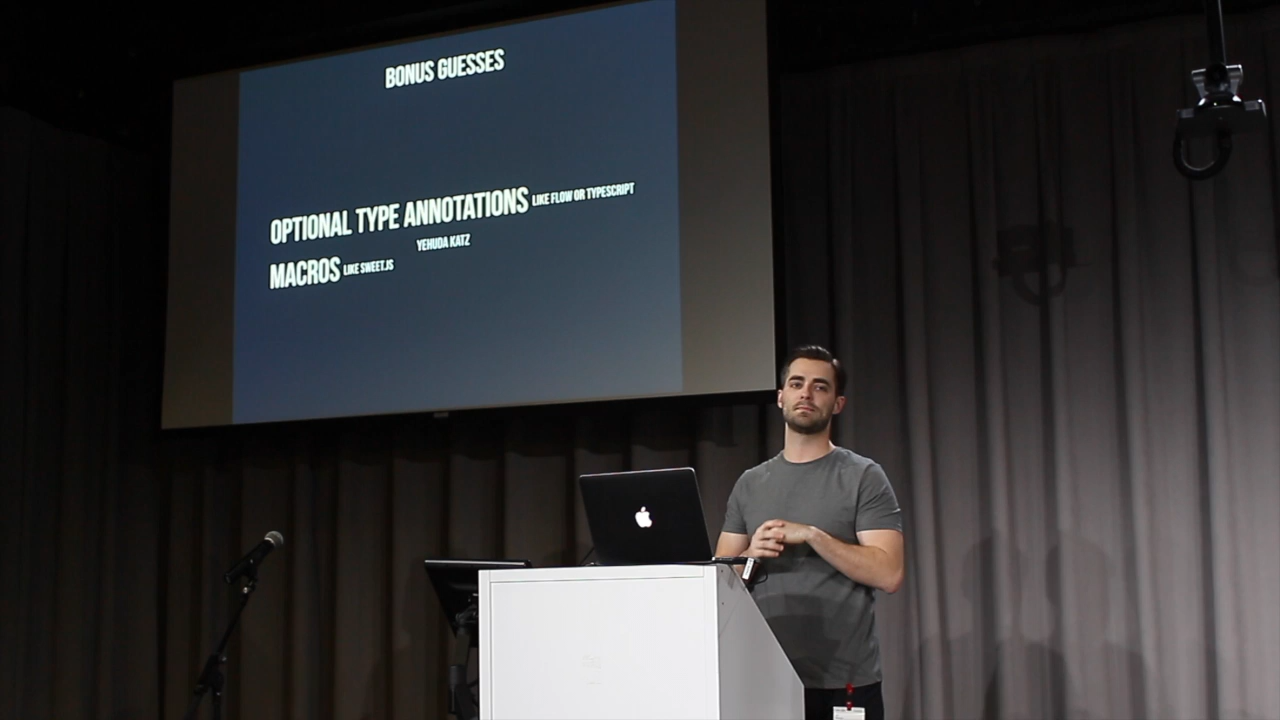 BONUS GUESSES
OPTIONAL TYPE ANNOTATIONS LIKE FLOW OR TYPESCRIPT
YEHUDA KATZ
MACROS LIKE SWEET.JS